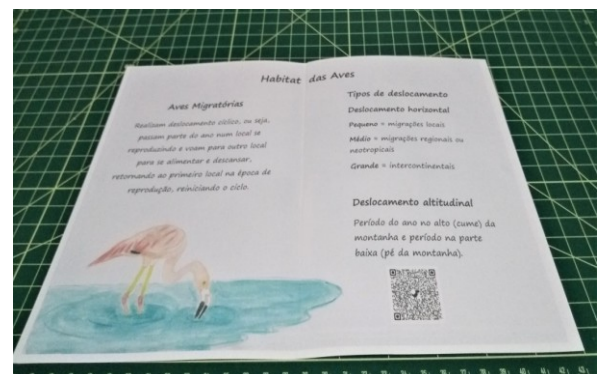 Habitat das Aves
Aves Migratórias
Realizam deslocamento cíclico, ou seja,
passam parte do ano num local se
reproduzindo e voam para outro local
para se alimentar e descansar,
retornando ao primeiro local na época de
reprodução, reiniciando o ciclo.
Tipos de deslocamento
Deslocamento horizontal
Pequeno = migrações locais
Médio = migrações regionais ou
neotropicais
Grande = intercontinentais
Deslocamento altitudinal
Período do ano no alto (cume) da
montanha e período na parte
baixa (pé da montanha).